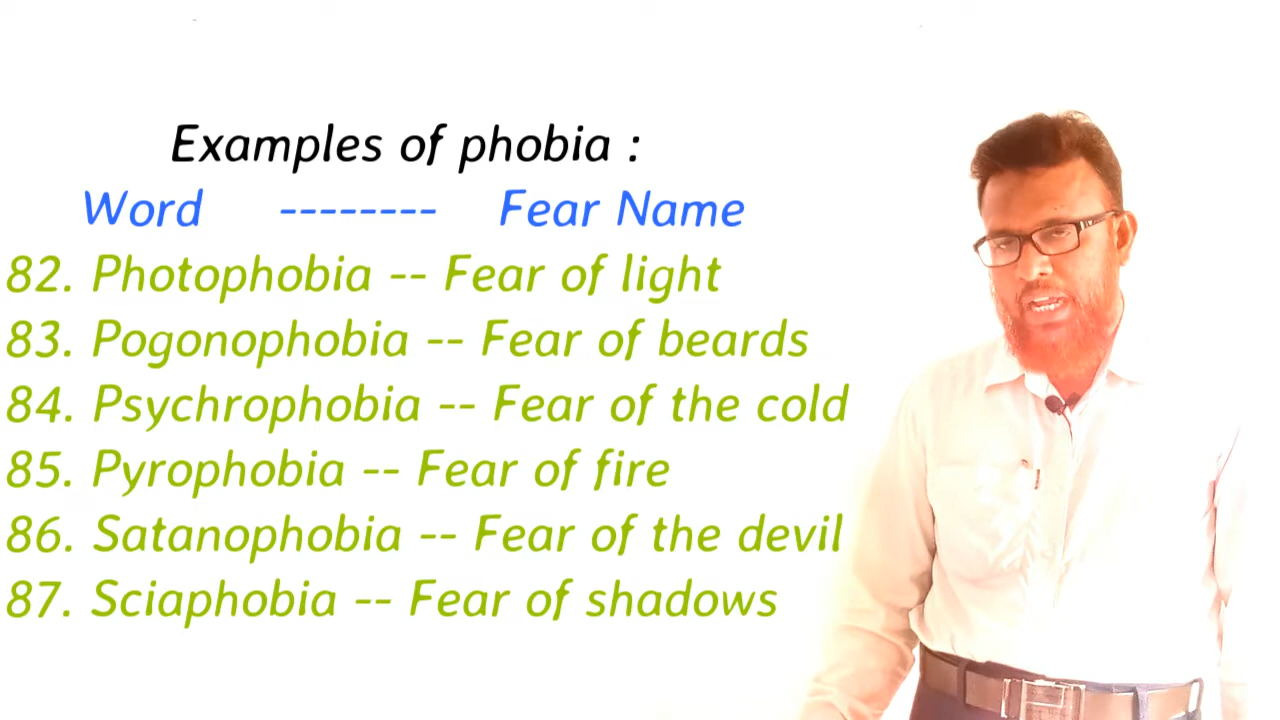 Examples of phobia :
Word -------- Fear Name
82. Photophobia -- Fear of light
83. Pogonophobia -- Fear of beards
84. Psychrophobia -- Fear of the cold
85. Pyrophobia -- Fear of fire
86. Satanophobia -- Fear of the devil
87. Sciaphobia -- Fear of shadows